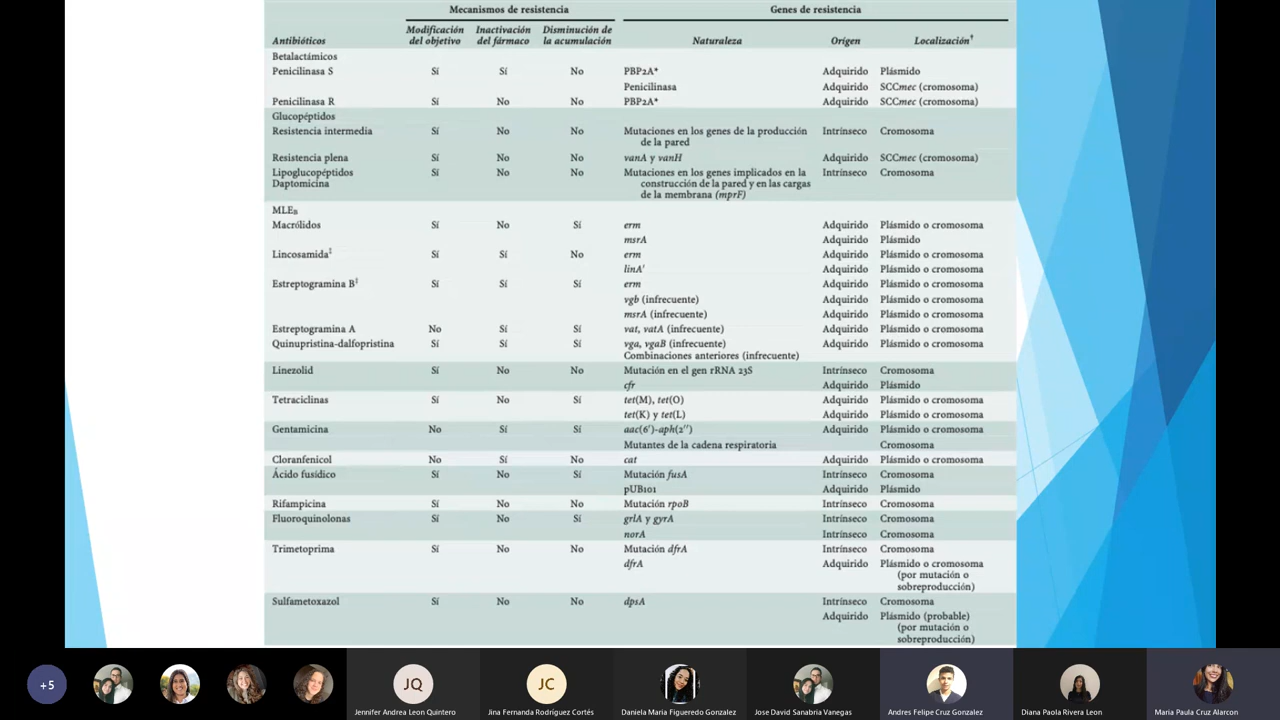 Mecanismos de resistencia Genes de resistencia
Modificación Inactivación Disminución de
Antibióticos del objetivo del fármaco la acumulación Naturaleza Orígen Localización†
Betalactámicos
Penicilinasa S Sí Sí No PBP2A* Adquirido Plásmido
Penicilinasa Adquirido SCCmec (cromosoma)
Penicilinasa R Sí No No PBP2A* Adquirido SCCmec (cromosoma)
Glucopéptidos
Resistencia intermedia Sí No No Mutaciones en los genes de la producción Intrínseco Cromosoma
de la pared
Resistencia plena Sí No No vanA y vanH Adquirido SCCmec (cromosoma)
Lipoglucopéptidos Sí No No Mutaciones en los genes implicados en la Intrínseco Cromosoma
Daptomicina construcción de la pared y en las cargas
de la membrana (mprF)
MLEB
Macrólidos Sí No Sí erm Adquirido Plásmido o cromosoma
msrA Adquirido Plásmido
Lincosamida‡ Sí Sí No erm Adquirido Plásmido o cromosoma
linA' Adquirido Plásmido o cromosoma
Estreptogramina B‡ Sí Sí Sí erm Adquirido Plásmido o cromosoma
vgb (infrecuente) Adquirido Plásmido o cromosoma
msrA (infrecuente) Adquirido Plásmido o cromosoma
Estreptogramina A No Sí Sí vat, vatA (infrecuente) Adquirido Plásmido o cromosoma
Quinupristina-dalfopristina Sí Sí Sí vga, vgaB (infrecuente) Adquirido Plásmido o cromosoma
Combinaciones anteriores (infrecuente)
Linezolid Sí No No Mutación en el gen rRNA 23S Intrínseco Cromosoma
cfr Adquirido Plásmido
Tetraciclinas Sí No Sí tet(M), tet(O) Adquirido Plásmido o cromosoma
tet(K) y tet(L) Adquirido Plásmido o cromosoma
Gentamicina No Sí Sí aac(6')-aph(2'') Adquirido Plásmido o cromosoma
Mutantes de la cadena respiratoria Cromosoma
Cloranfenicol No Sí No cat Adquirido Plásmido o cromosoma
Ácido fusídico Sí No Sí Mutación fusA Intrínseco Cromosoma
pUB101 Adquirido Plásmido
Rifampicina Sí No No Mutación rpoB Intrínseco Cromosoma
Fluoroquinolonas Sí No Sí grlA y gyrA Intrínseco Cromosoma
norA Intrínseco Cromosoma
Trimetoprima Sí No No Mutación dfrA Intrínseco Cromosoma
dfrA Adquirido Plásmido o cromosoma
(por mutación o
sobreproducción)
Sulfametoxazol Sí No No dpsA Intrínseco Cromosoma
Adquirido Plásmido (probable)
(por mutación o
sobreproducción)
+5 JQ JC
Jennifer Andrea Leon Quintero Jina Fernanda Rodríguez Cortés Daniela Maria Figueredo Gonzalez Jose David Sanabria Vanegas Andres Felipe Cruz Gonzalez Diana Paola Rivera Leon Maria Paula Cruz Alarcon